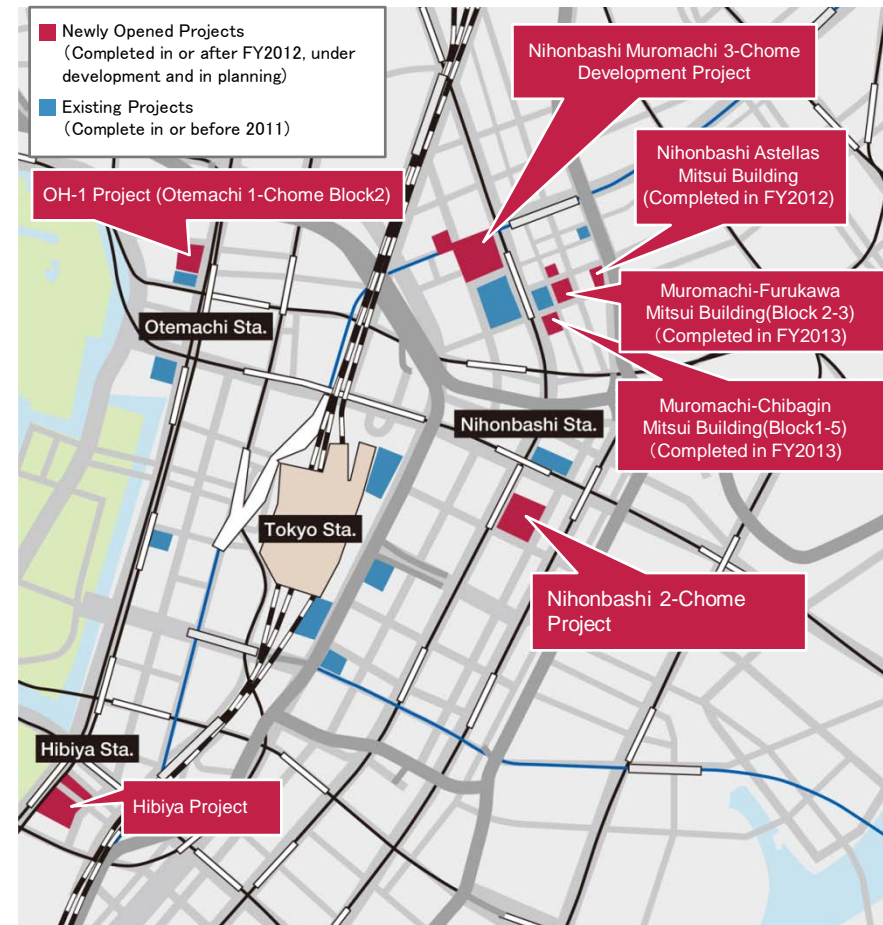 Newly Opened Projects
(Completed in or after FY2012, under
development and in planning)
Existing Projects
(Complete in or before 2011)
Nihonbashi Muromachi 3-Chome
Development Project
Nihonbashi Astellas
Mitsui Building
(Completed in FY2012)
OH-1 Project (Otemachi 1-Chome Block2)
Muromachi-Furukawa
Mitsui Building(Block 2-3)
(Completed in FY2013)
Otemachi Sta.
Muromachi-Chibagin
Mitsui Building(Block1-5)
(Completed in FY2013)
Nihonbashi Sta.
Tokyo Sta.
Nihonbashi 2-Chome
Project
Hibiya Sta.
Hibiya Project